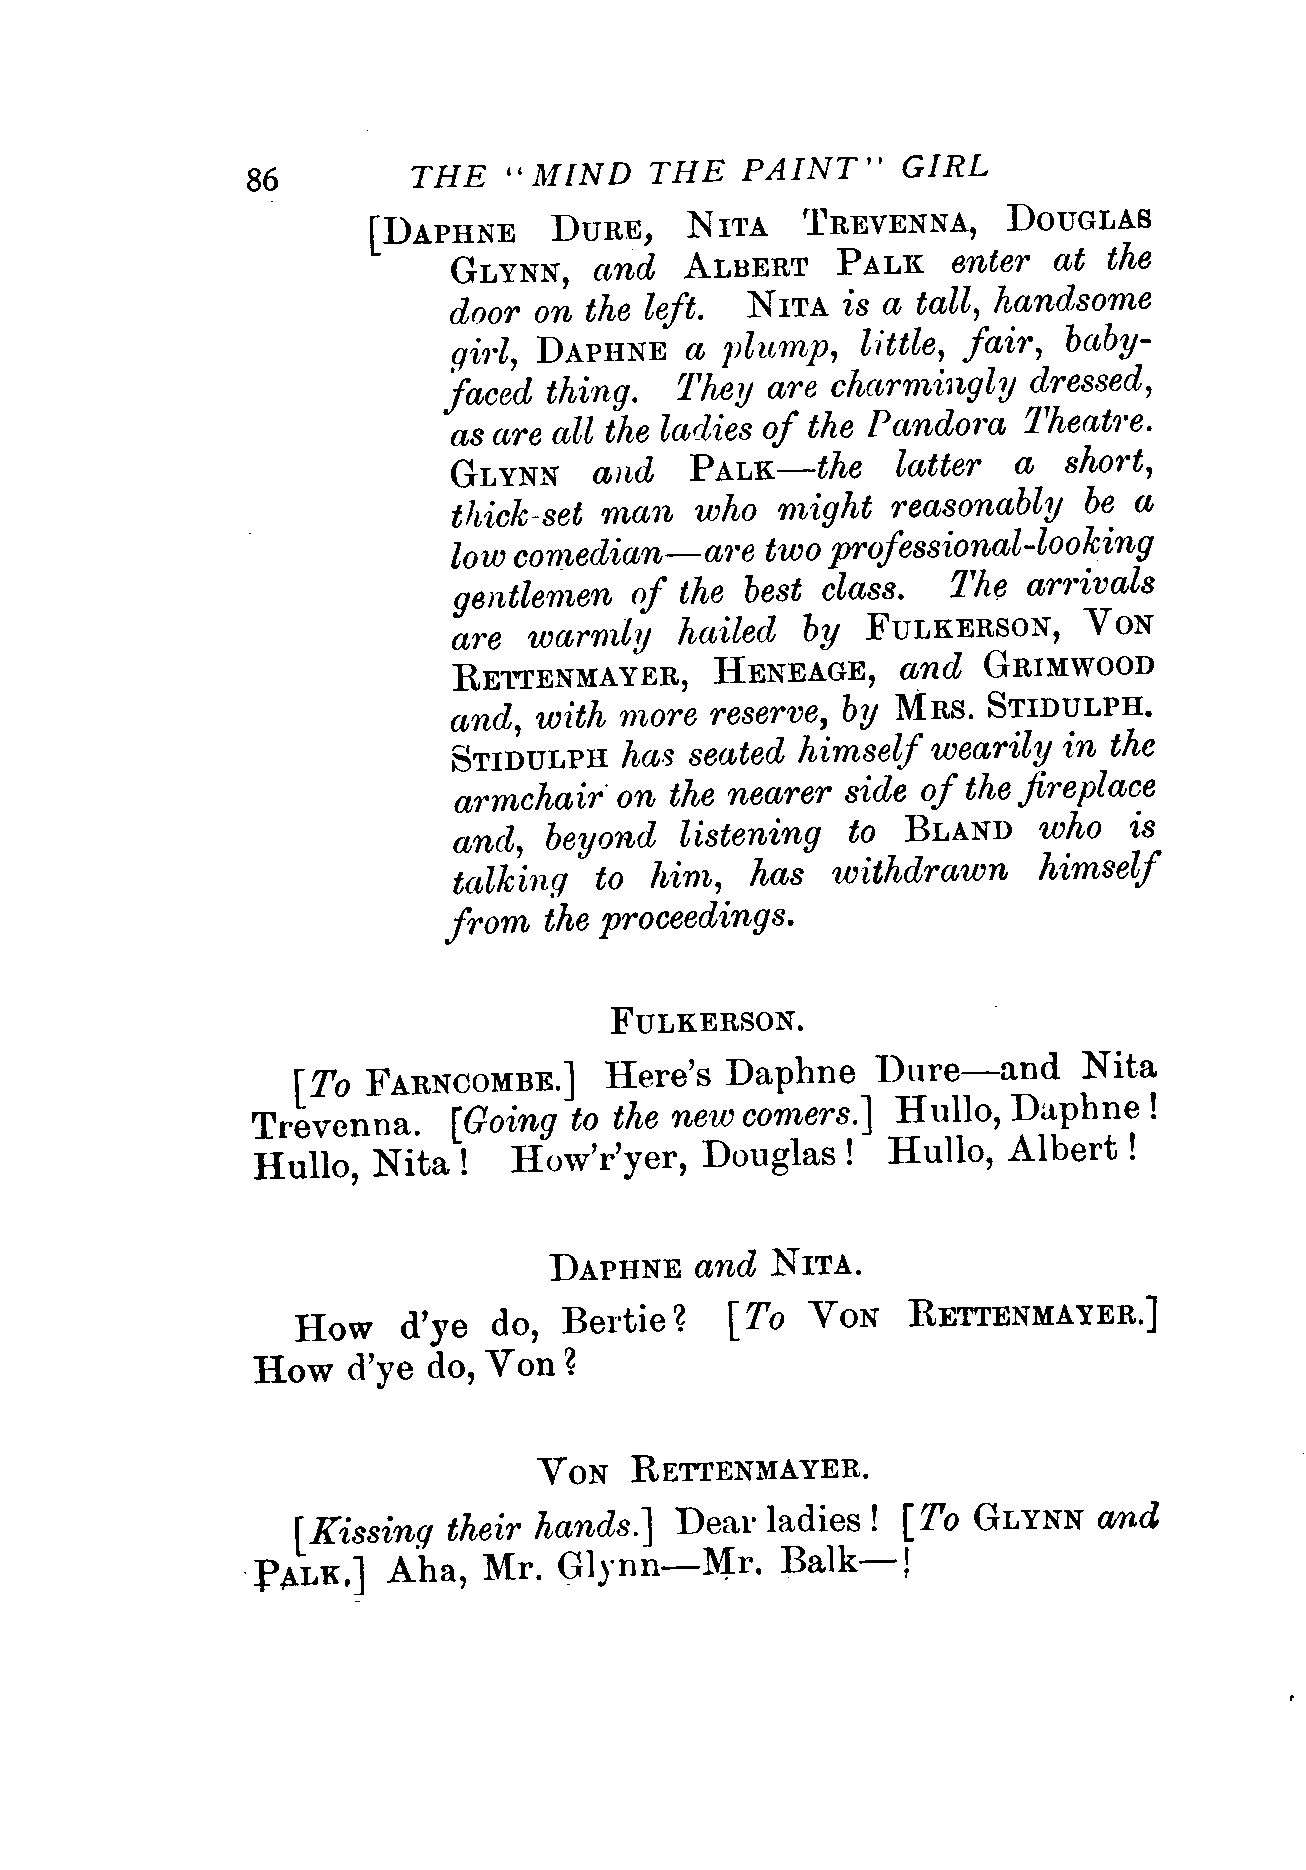 86 THE "MIND THE PAINT" GIRL
[DAPHNE DURE, NITA TREVENNA, DOUGLAS
GLYNN, and ALBERT PALK enter at the
door on the left. NITA is a tall, handsome
girl, DAPHNE a plump, little, fair, baby-
faced thing. They are charmingly dressed,
as are all the ladies of the Pandora Theatre.
GLYNN and PALK—the latter a short,
thick-set man who might reasonably be a
low comedian—are two professional-looking
gentlemen of the best class. The arrivals
are warmly hailed by FULKERSON, VON
RETTENMAYER, HENEAGE, and GRIMWOOD
and, with more reserve, by MRS. STIDULPH.
STIDULPH has seated himself wearily in the
armchair on the nearer side of the fireplace
and, beyond listening to BLAND who is
talking to him, has withdrawn himself
from the proceedings.
FULKERSON.
[To FARNCOMBE.] Here's Daphne Dure—and Nita
Trevenna. [Going to the new comers.] Hullo, Daphne!
Hullo, Nita! How'r'yer, Douglas! Hullo, Albert!
DAPHNE and NITA.
How d'ye do, Bertie? [To VON RETTENMAYER.]
How d'ye do, Von?
VON RETTENMAYER.
[Kissing their hands.] Dear ladies! [To GLYNN and
PALK.] Aha, Mr. Glynn—Mr. Balk—!